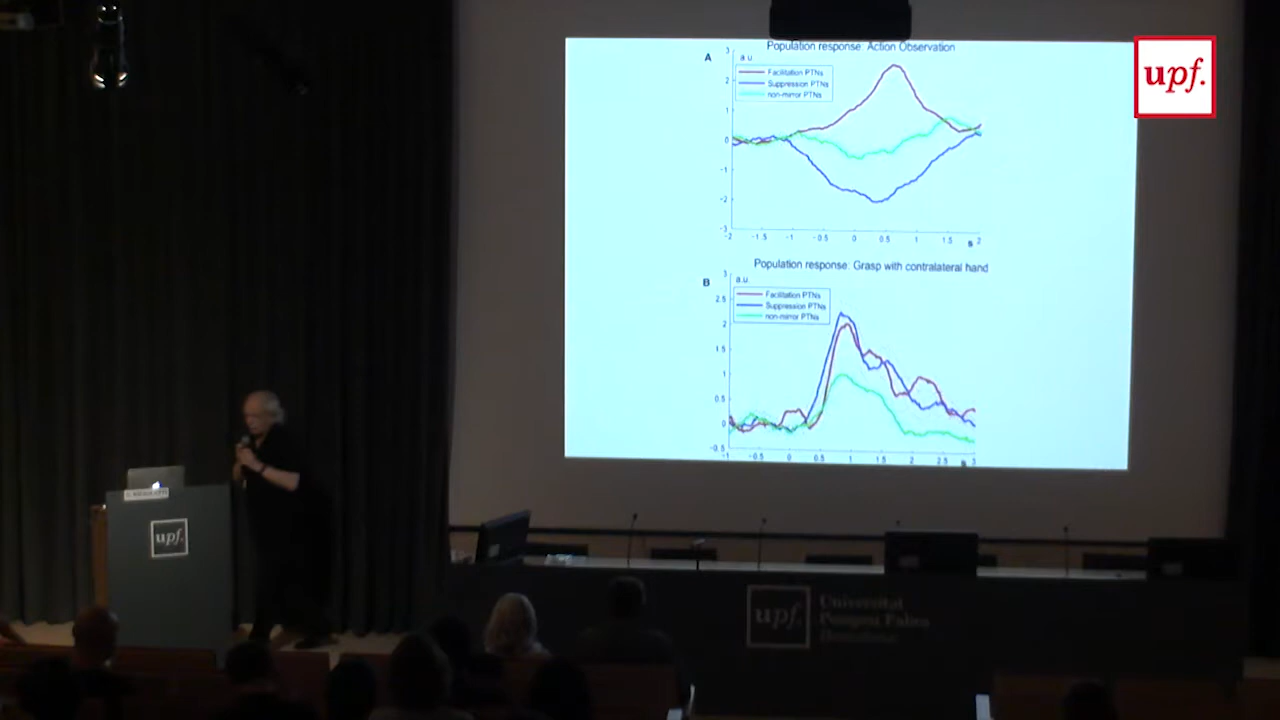 upf.
Population response: Action Observation
A
a u
Facilitation PTNs
Suppression PTNs
non-mirror PTNs
3
2
1
0
-1
-2
-3
-2
-1.5
-1
-0.5
0
0.5
1
1.5
s
2
Population response: Grasp with contralateral hand
B
a.u.
Facilitation PTNs
Suppression PTNs
non-mirror PTNs
3
2.5
2
1.5
1
0.5
0
-0.5
-1
-0.5
0
0.5
1
1.5
2
2.5
s
3
upf.
upf.
Universitat
Pompeu Fabra
Barcelona